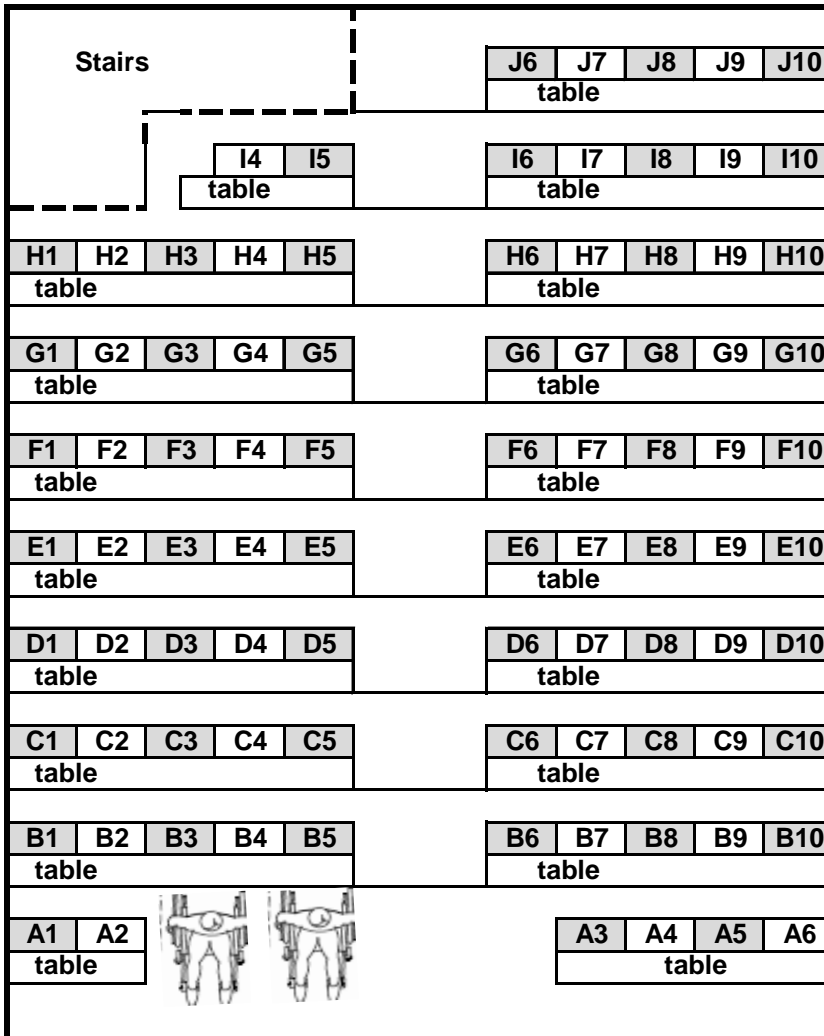 Stairs
J6 J7 J8 J9 J10
table
I4 I5 I6 I7 I8 I9 I10
table table
H1 H2 H3 H4 H5 H6 H7 H8 H9 H10
table table
G1 G2 G3 G4 G5 G6 G7 G8 G9 G10
table table
F1 F2 F3 F4 F5 F6 F7 F8 F9 F10
table table
E1 E2 E3 E4 E5 E6 E7 E8 E9 E10
table table
D1 D2 D3 D4 D5 D6 D7 D8 D9 D10
table table
C1 C2 C3 C4 C5 C6 C7 C8 C9 C10
table table
B1 B2 B3 B4 B5 B6 B7 B8 B9 B10
table table
A1 A2 A3 A4 A5 A6
table table